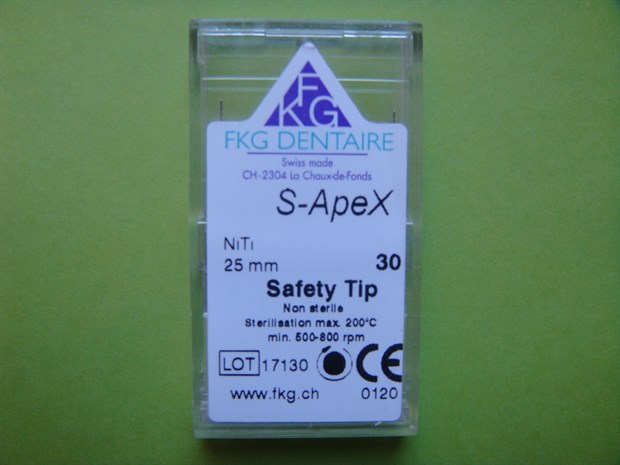 F
KG
FKG DENTAIRE
Swiss made
CH-2304 La Chaux-de-Fonds
S-ApeX
NiTi
25 mm 30
Safety Tip
Non sterile
Sterilisation max. 200°C
min. 500-800 rpm
LOT 17130 CE
www.fkg.ch 0120